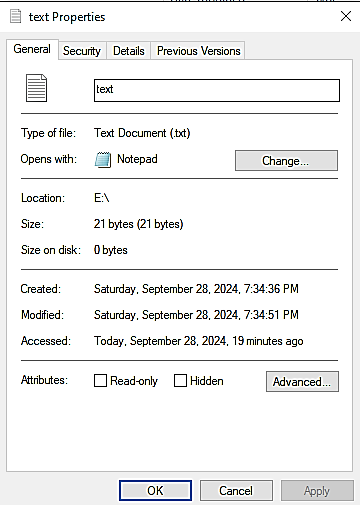 text Properties
General Security Details Previous Versions
text
Type of file: Text Document (.txt)
Opens with: Notepad Change...
Location: E:\
Size: 21 bytes (21 bytes)
Size on disk: 0 bytes
Created: Saturday, September 28, 2024, 7:34:36 PM
Modified: Saturday, September 28, 2024, 7:34:51 PM
Accessed: Today, September 28, 2024, 19 minutes ago
Attributes: Read-only Hidden Advanced...
OK Cancel Apply